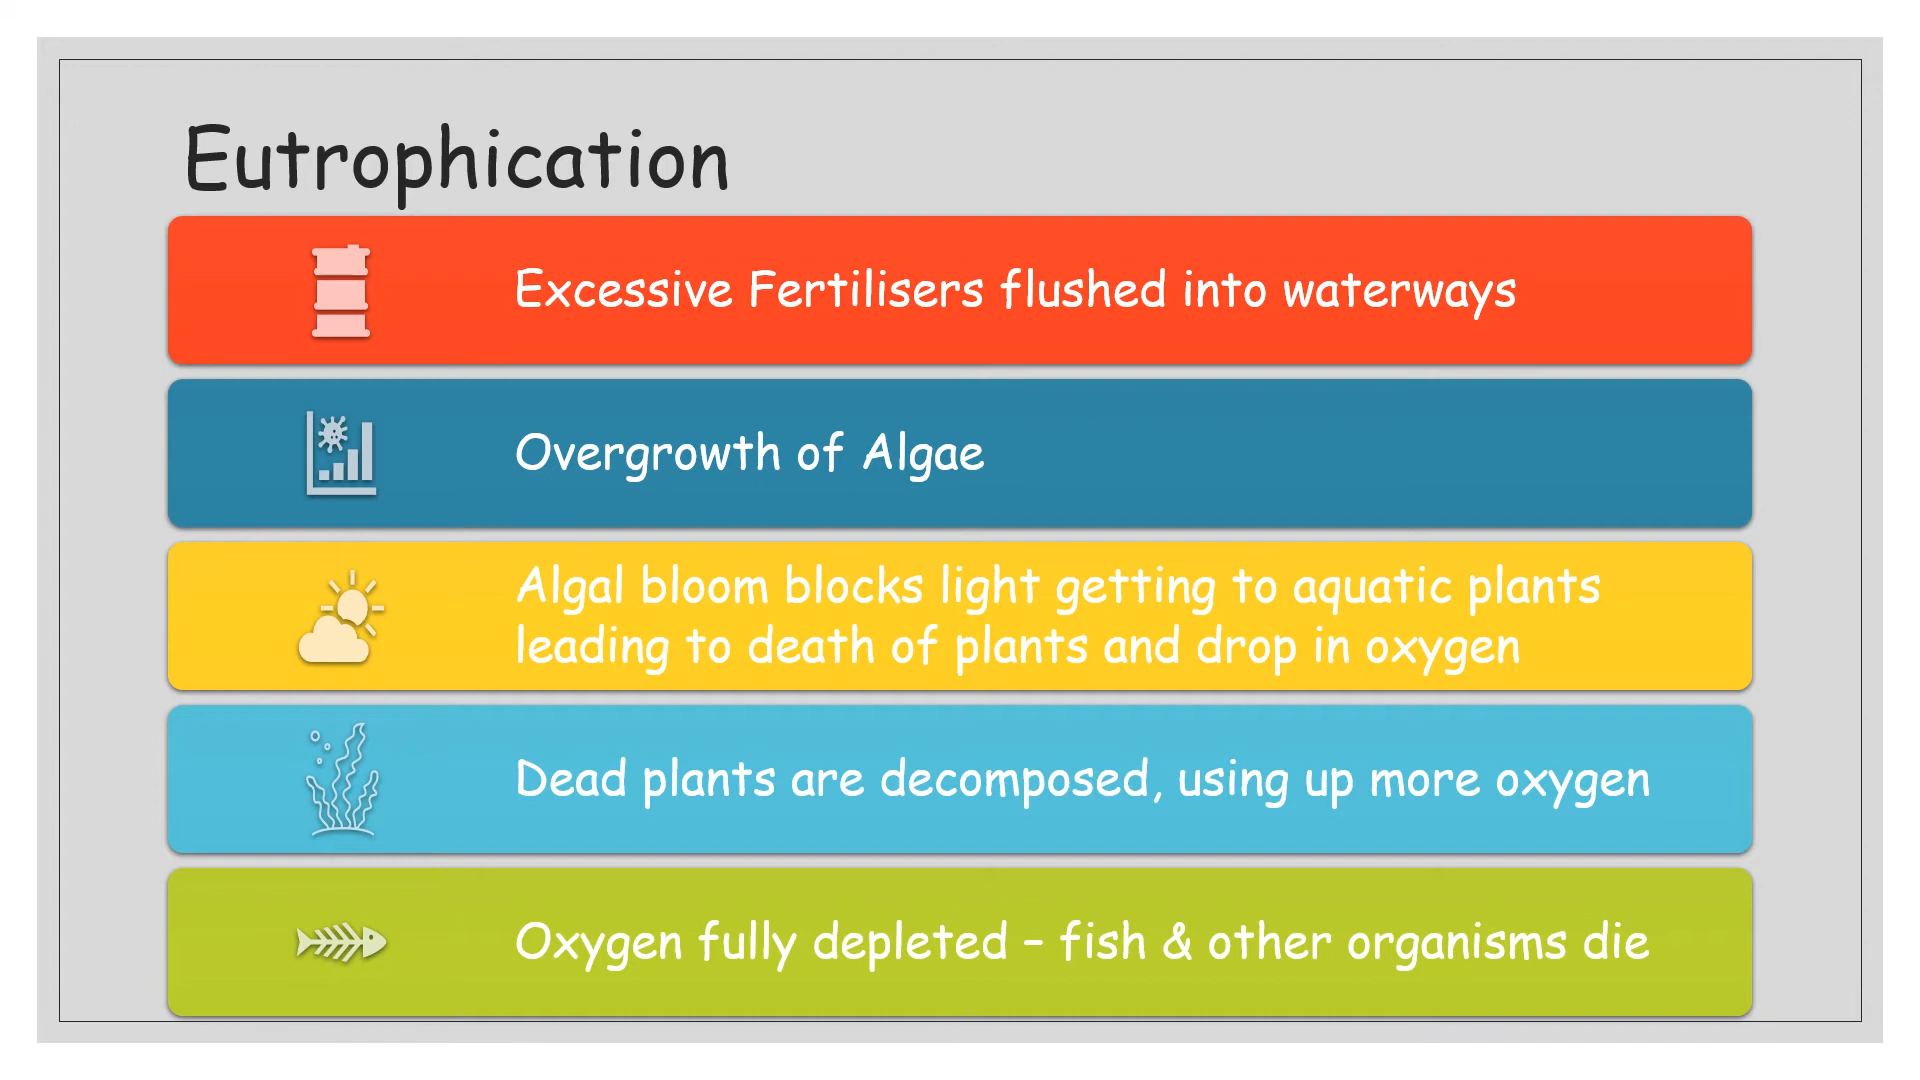 Eutrophication
Excessive Fertilisers flushed into waterways
Overgrowth of Algae
Algal bloom blocks light getting to aquatic plants
leading to death of plants and drop in oxygen
Dead plants are decomposed, using up more oxygen
Oxygen fully depleted – fish & other organisms die